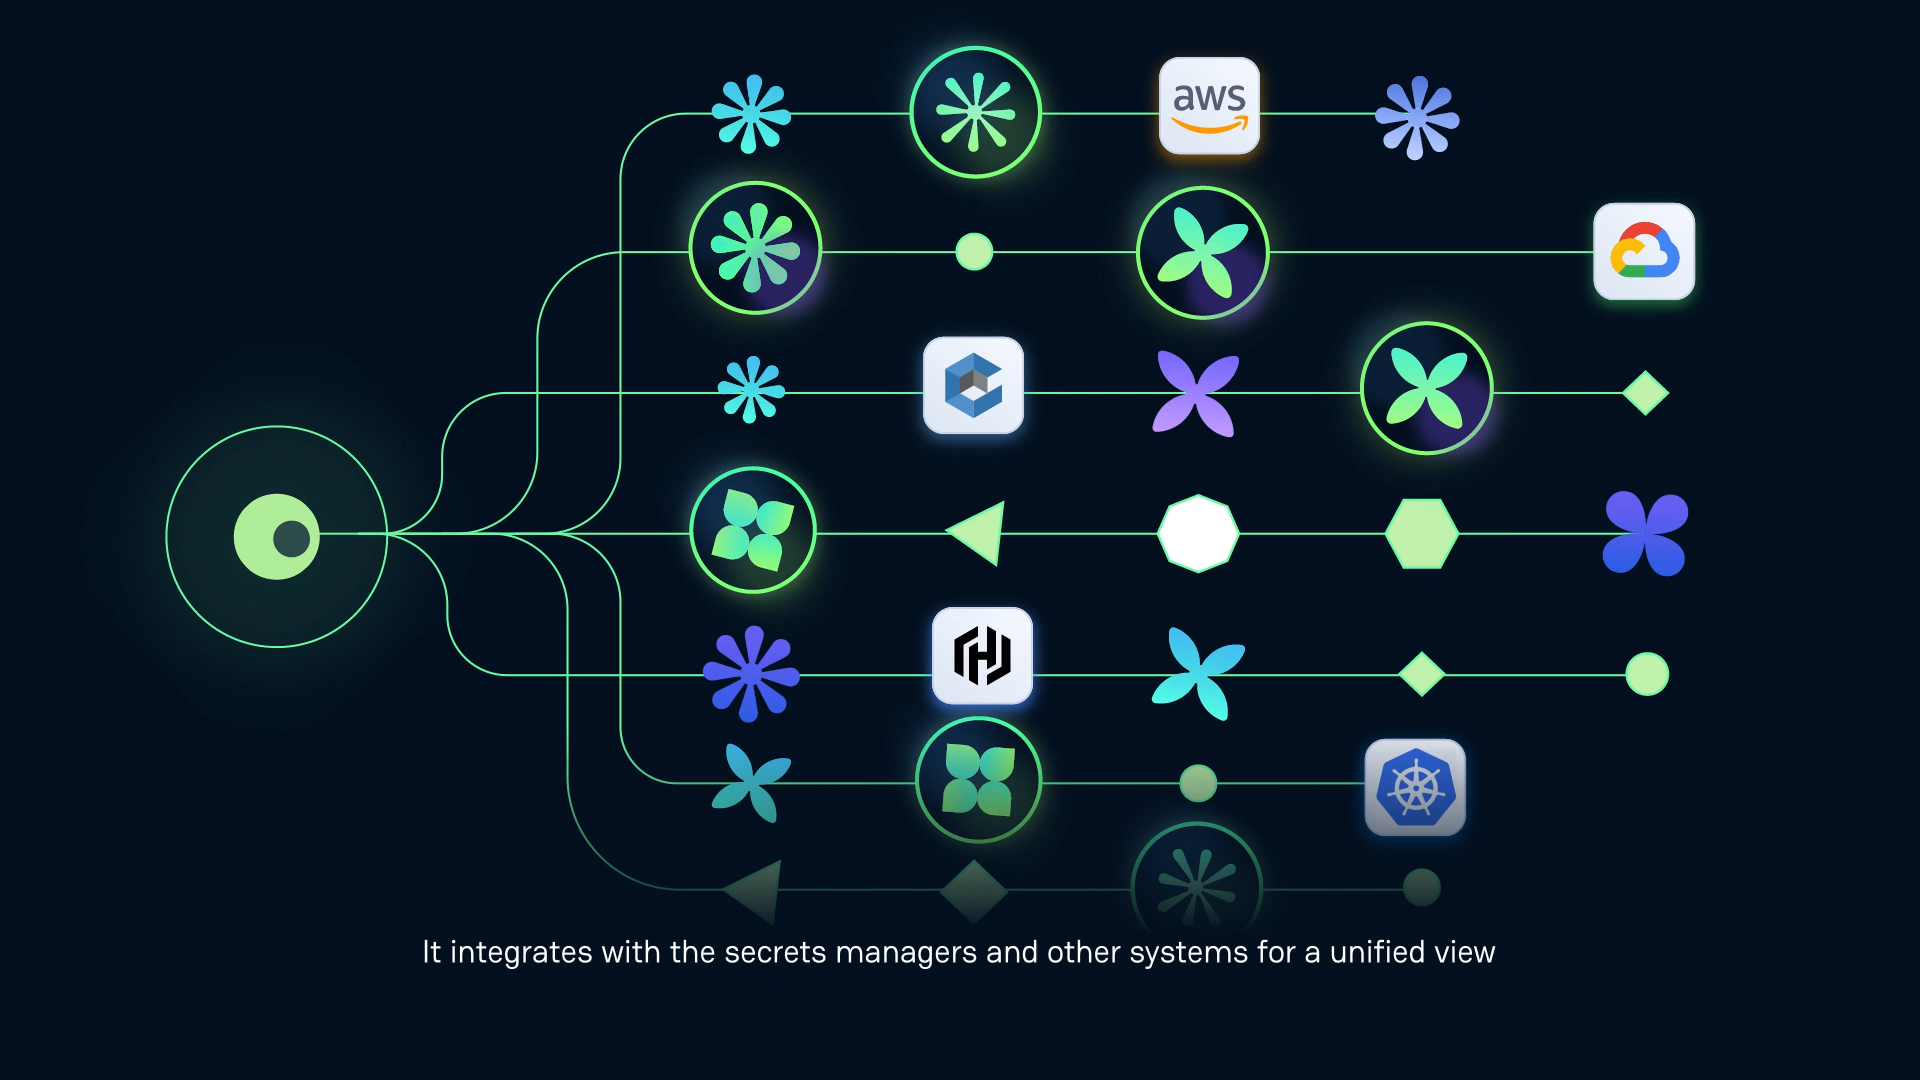 aws
It integrates with the secrets managers and other systems for a unified view